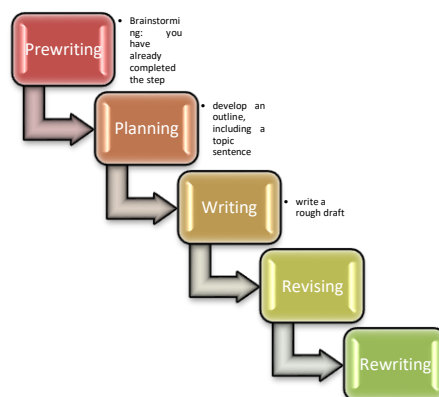 Prewriting
• Brainstormi
ng: you
have
already
completed
the step
Planning
• develop an
outline,
including a
topic
sentence
Writing
• write a
rough draft
Revising
Rewriting